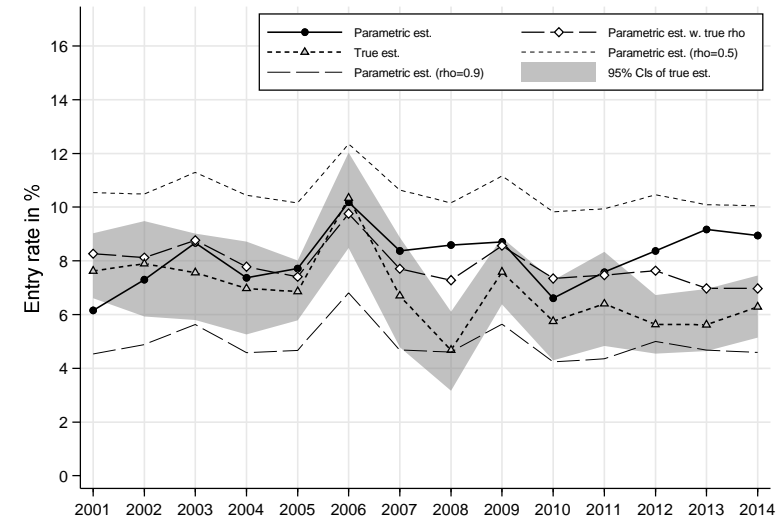 Parametric est.
Parametric est. w. true rho
True est.
Parametric est. (rho=0.5)
Parametric est. (rho=0.9)
95% CIs of true est.
Entry rate in %
16
14
12
10
8
6
4
2
0
2001 2002 2003 2004 2005 2006 2007 2008 2009 2010 2011 2012 2013 2014